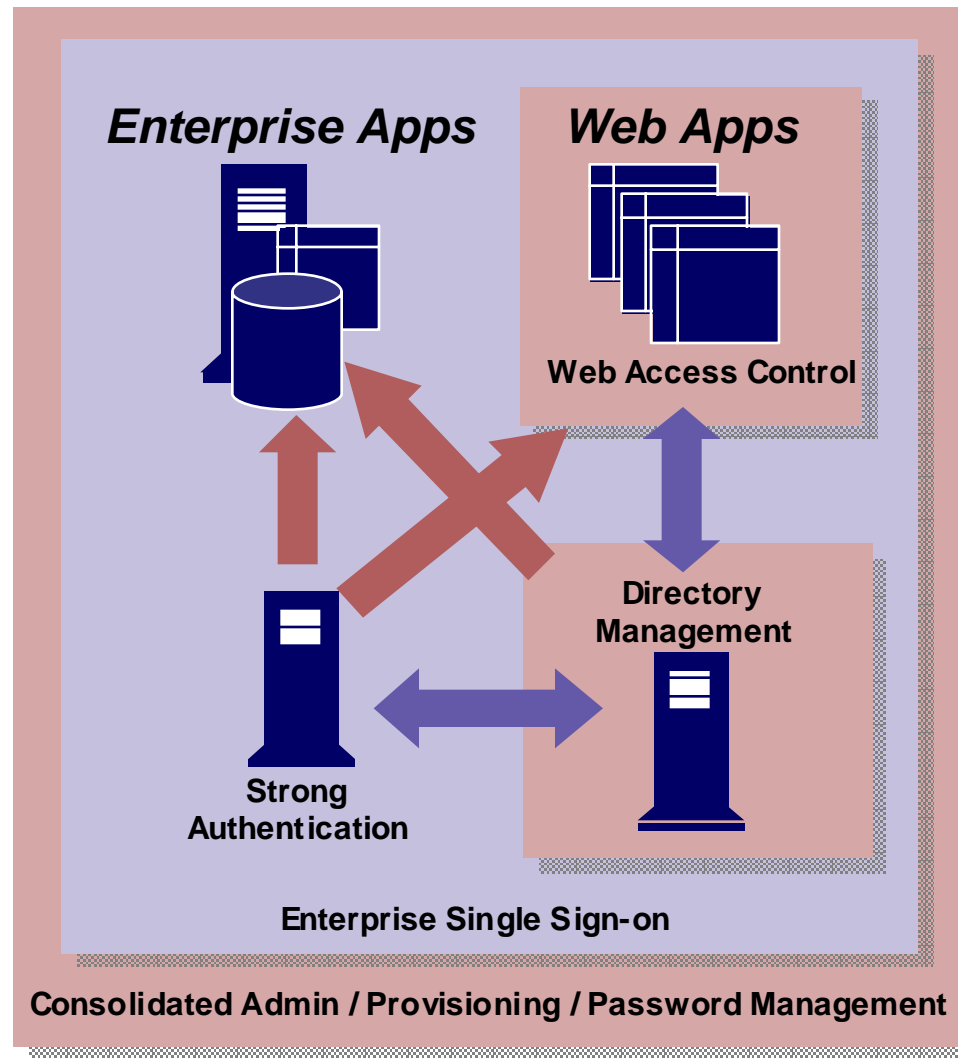 Enterprise Apps
Web Apps
Web Access Control
Directory
Management
Strong
Authentication
Enterprise Single Sign-on
Consolidated Admin / Provisioning / Password Management